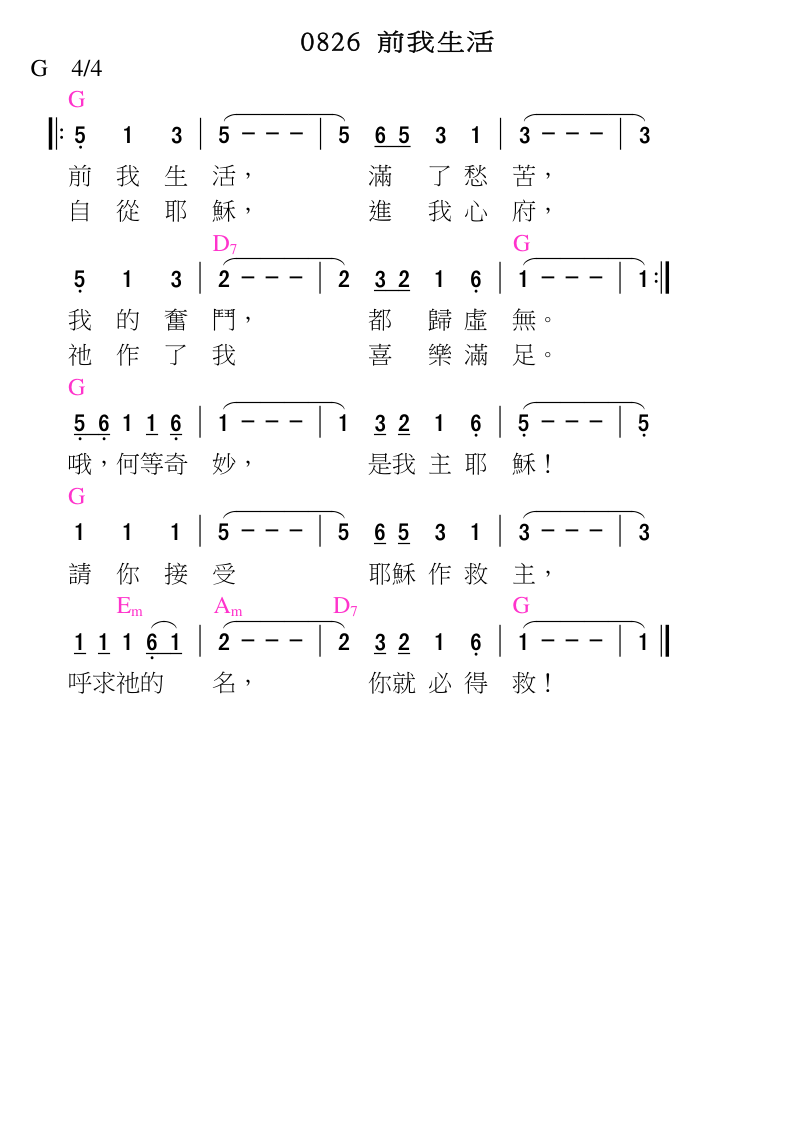 0826 前我生活
G 4/4
G
5 1 3 | 5 - - - | 5 6 5 3 1 | 3 - - - | 3
前 我 生 活， 滿 了 愁 苦，
自 從 耶 穌， 進 我 心 府，
D7 G
5 1 3 | 2 - - - | 2 3 2 1 6 | 1 - - - | 1
我 的 奮 鬥， 都 歸 虛 無。
祂 作 了 我 喜 樂 滿 足。
G
5 6 1 1 6 | 1 - - - | 1 3 2 1 6 | 5 - - - | 5
哦，何等奇 妙， 是我 主 耶 穌！
G
1 1 1 | 5 - - - | 5 6 5 3 1 | 3 - - - | 3
請 你 接 受 耶穌 作 救 主，
Em Am D7 G
1 1 1 6 1 | 2 - - - | 2 3 2 1 6 | 1 - - - | 1
呼求祂的 名， 你就 必 得 救！